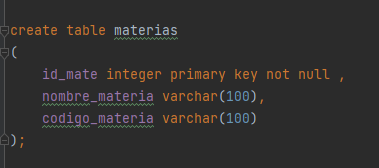 create table materias
(
    id_mate integer primary key not null ,
    nombre_materia varchar(100),
    codigo_materia varchar(100)
);